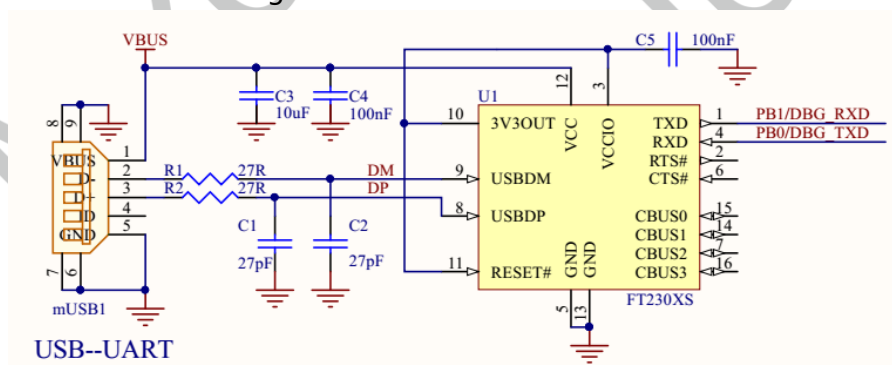 VBUS
C5 100nF
C3
10uF
C4
100nF
U1
12
3
8
9
10 3V3OUT
VCC
VCCIO
TXD 1 PB1/DBG_RXD
RXD 4 PB0/DBG_TXD
RTS# 2
CTS# 6
VBUS 1
D- 2 R1 27R DM 9 USBDM
D+ 3 R2 27R DP 8 USBDP
ID 4
GND 5
C1
27pF
C2
27pF
CBUS0 15
CBUS1 14
CBUS2 7
CBUS3 16
11 RESET#
GND
GND
5
13
FT230XS
7
6
mUSB1
USB--UART